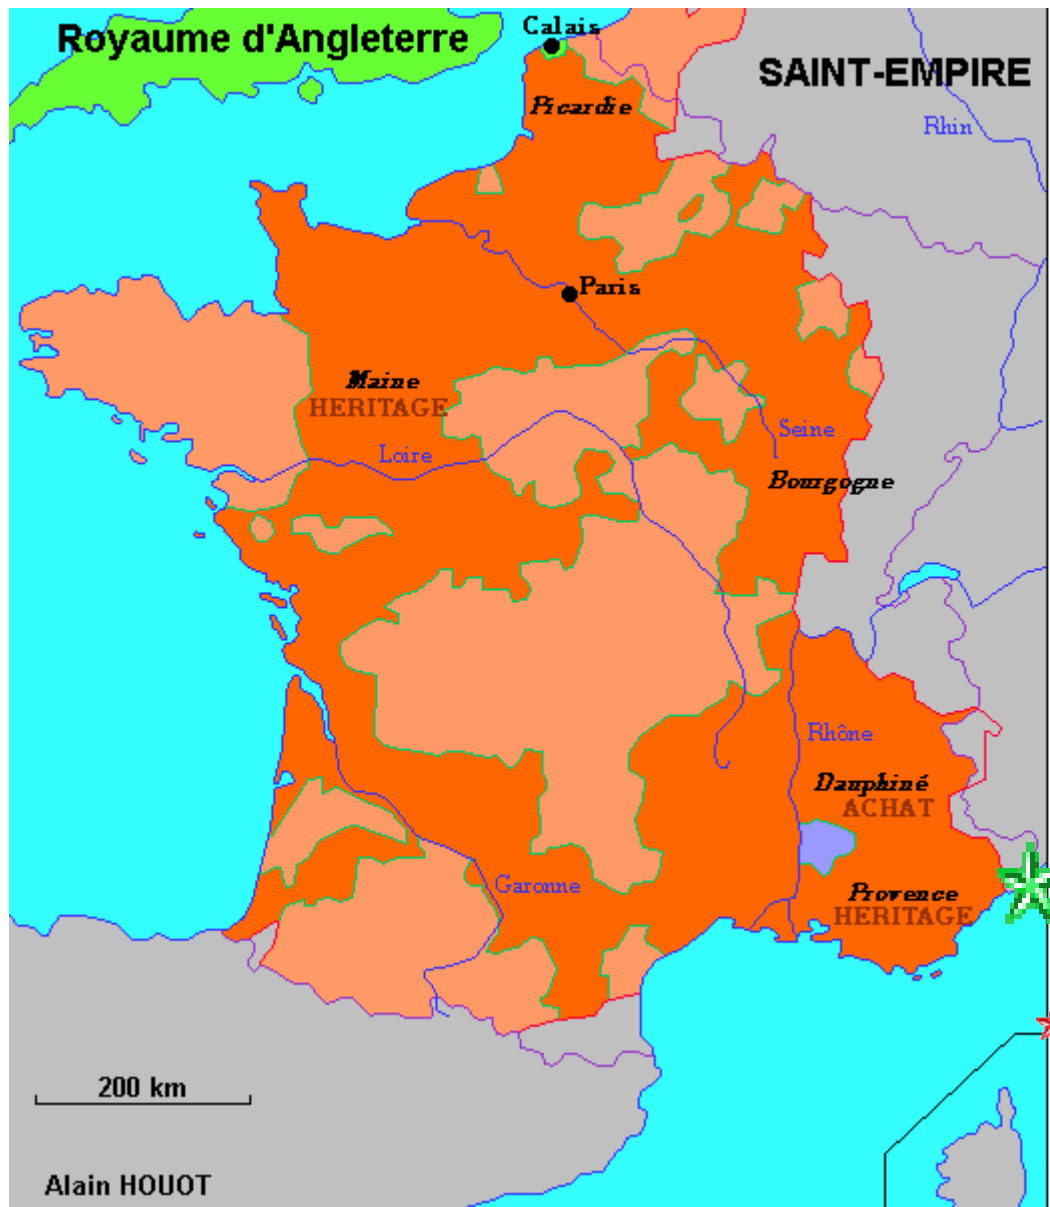 Calais
Royaume d'Angleterre
SAINT-EMPIRE
Picardie
Rhin
Paris
Maine
HERITAGE
Seine
Loire
Bourgogne
Rhône
Dauphiné
ACHAT
Garonne
Provence
HERITAGE
200 km
Alain HOUOT